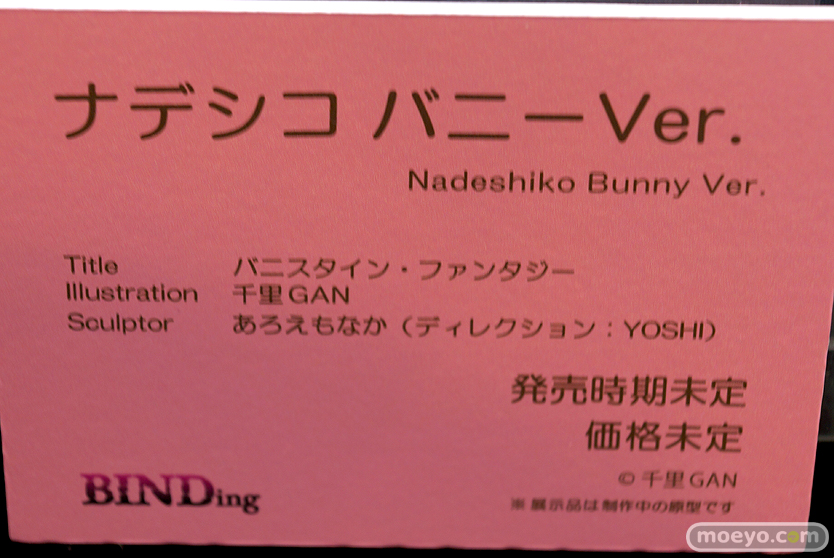 ナデシコ バニーVer.
Nadeshiko Bunny Ver.
Title バニスタイン・ファンタジー
Illustration 千里GAN
Sculptor あろえもなか（ディレクション：YOSHI）
発売時期未定
価格未定
©千里GAN
BINDing
※展示品は制作中の原型です
moeyo.com